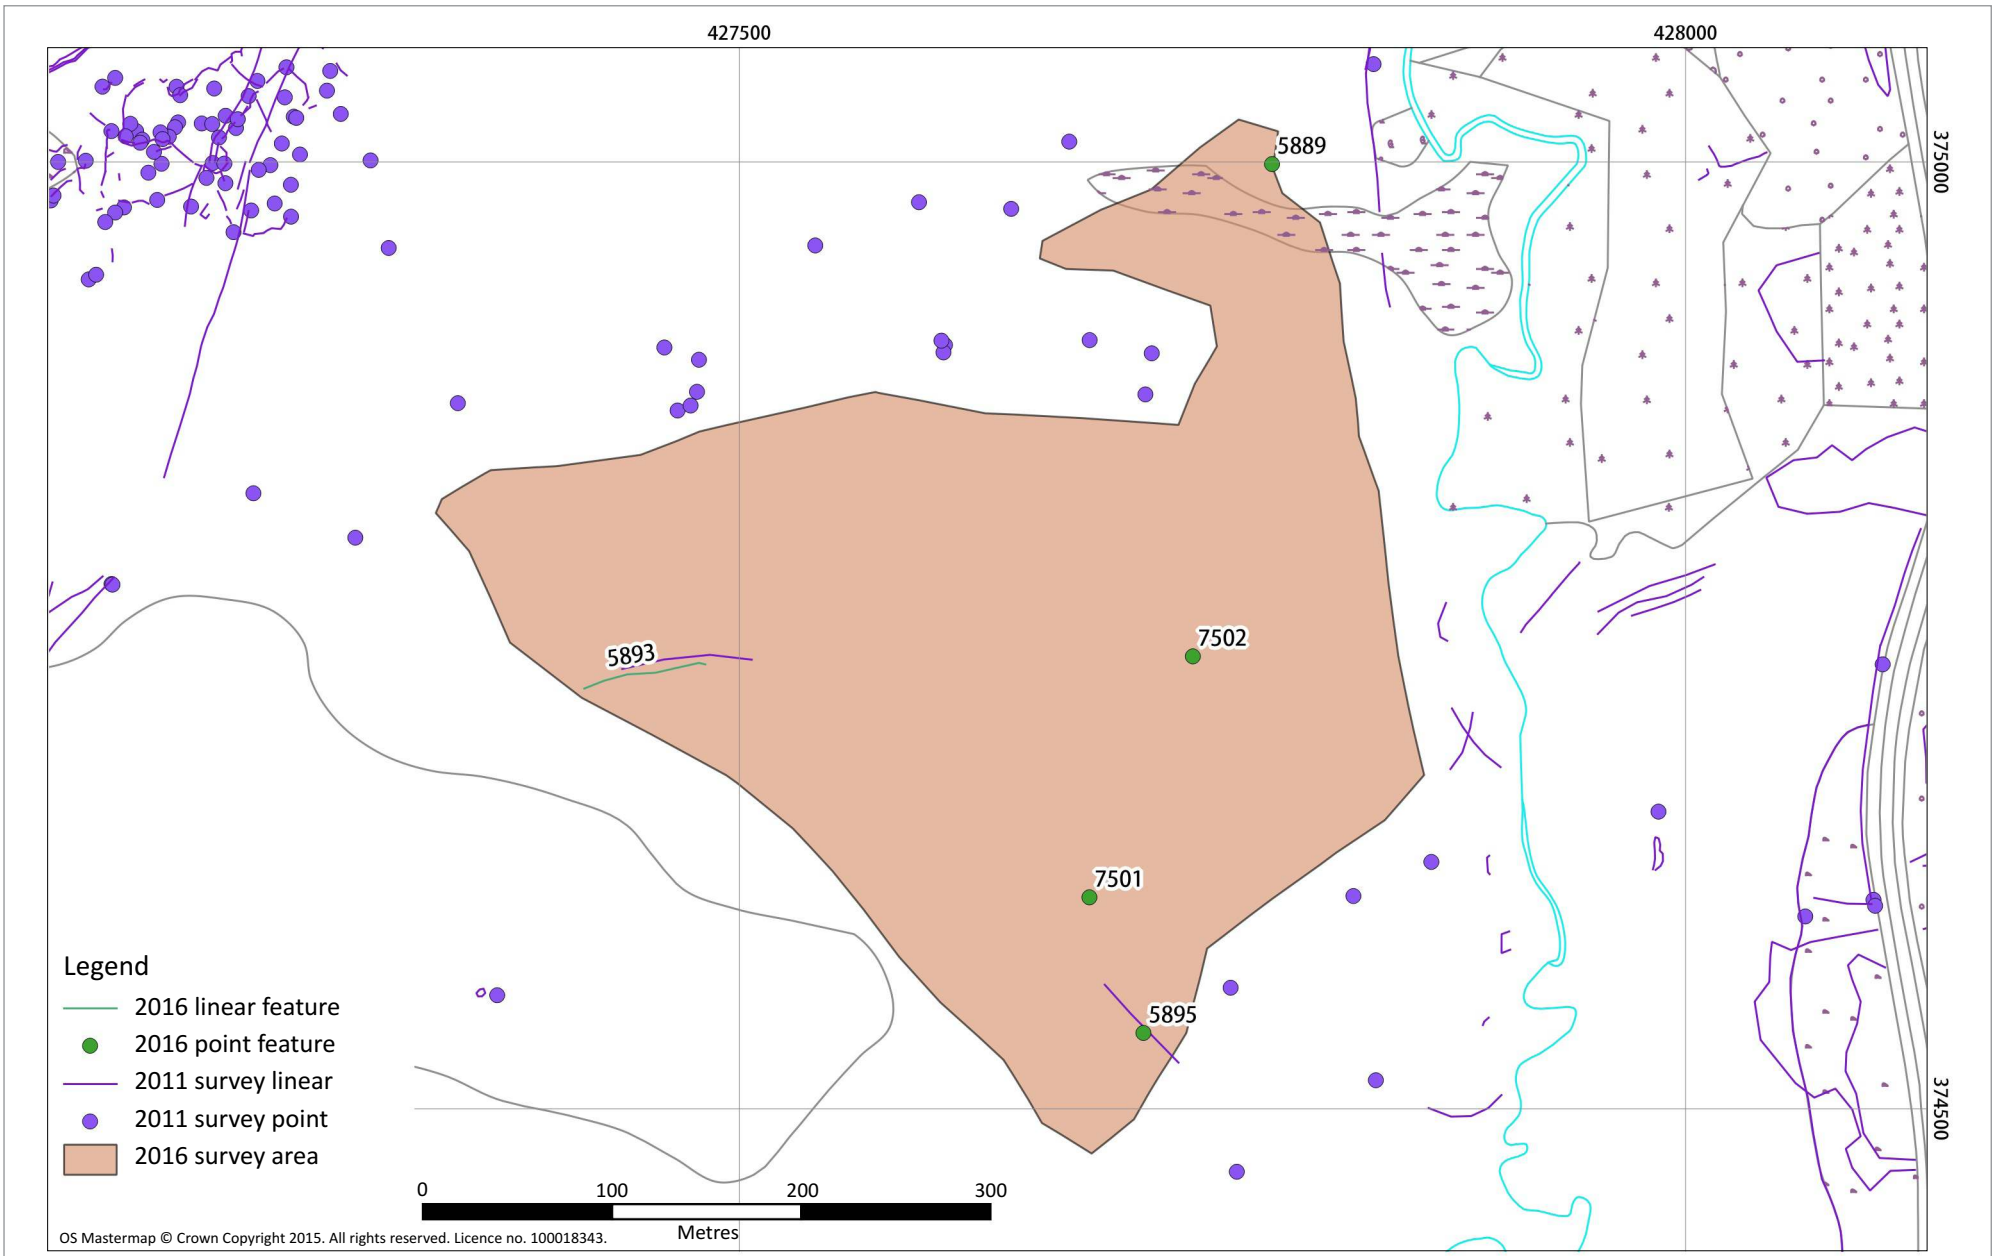 427500
428000
375000
5889
5893
7502
7501
5895
374500
Legend
2016 linear feature
2016 point feature
2011 survey linear
2011 survey point
2016 survey area
0 100 200 300
Metres
OS Mastermap © Crown Copyright 2015. All rights reserved. Licence no. 100018343.